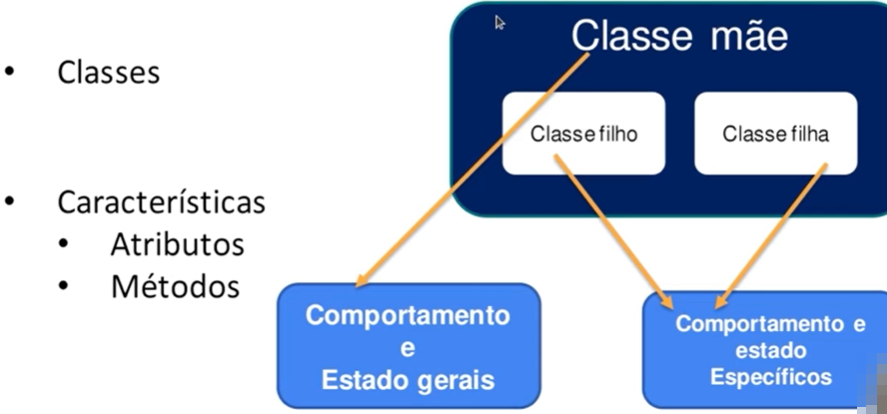 Classes
Características
Atributos
Métodos
Classe mãe
Classe filho
Classe filha
Comportamento
e
Estado gerais
Comportamento e
estado
Específicos